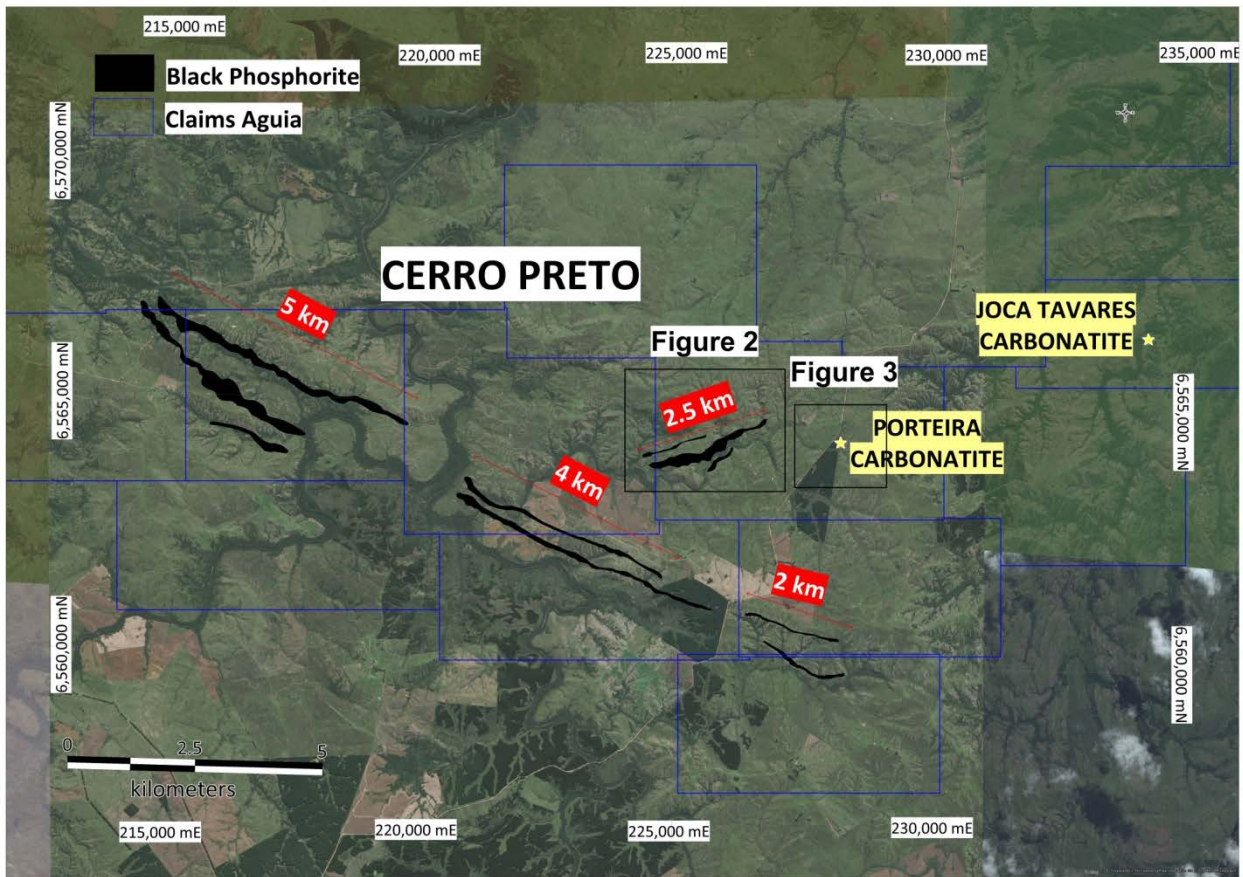 215,000 mE
220,000 mE
225,000 mE
230,000 mE
235,000 mE
Black Phosphorite
Claims Aguia
6,570,000 mN
CERRO PRETO
5 km
JOCA TAVARES
CARBONATITE
Figure 2
Figure 3
2.5 km
6,565,000 mN
6,565,000 mN
PORTEIRA
CARBONATITE
4 km
2 km
6,560,000 mN
6,560,000 mN
0
2.5
5
kilometers
215,000 mE
220,000 mE
225,000 mE
230,000 mE